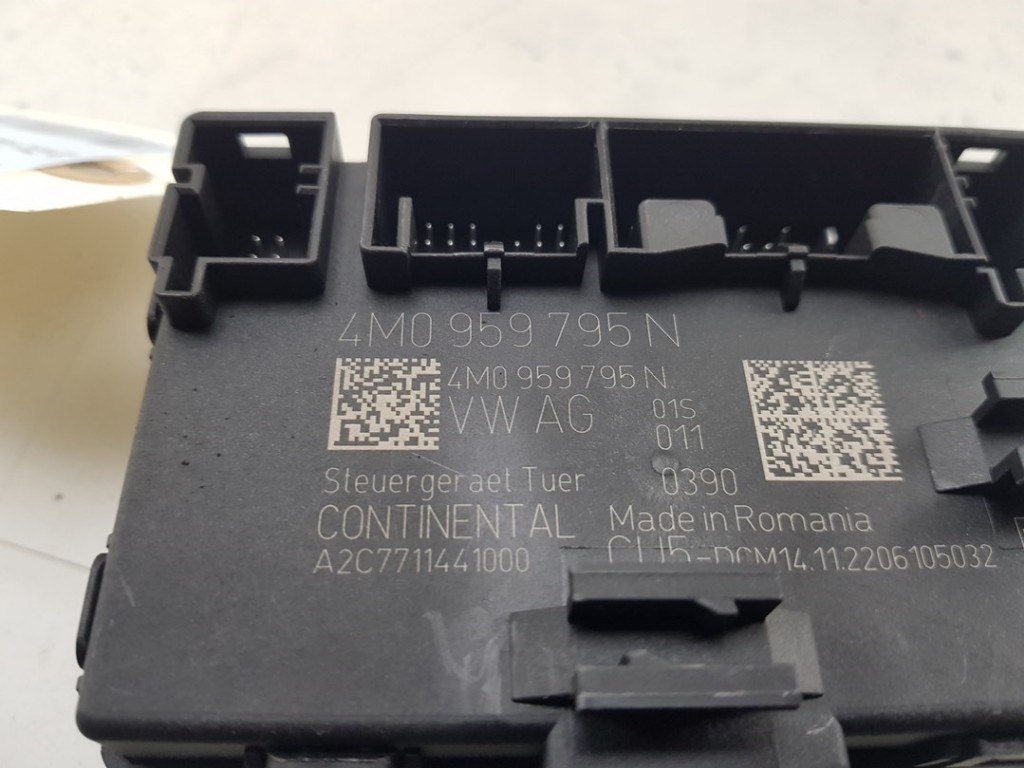 4M0 959 795 N
4M0 959 795 N
VW AG 01S
011
Steuergeraet Tuer 0390
CONTINENTAL Made in Romania
A2C7711441000